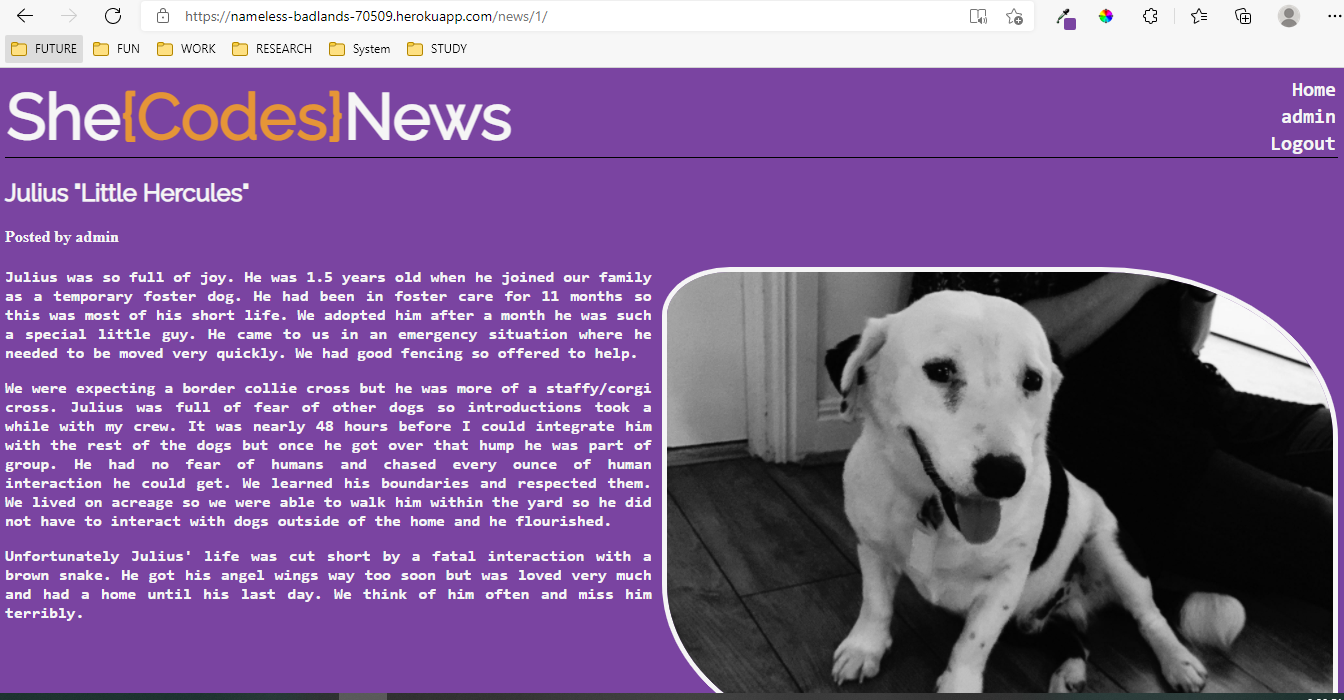 https://nameless-badlands-70509.herokuapp.com/news/1/
FUTURE FUN WORK RESEARCH System STUDY
She{Codes}News
Home
admin
Logout
Julius "Little Hercules"
Posted by admin
Julius was so full of joy. He was 1.5 years old when he joined our family
as a temporary foster dog. He had been in foster care for 11 months so
this was most of his short life. We adopted him after a month he was such
a special little guy. He came to us in an emergency situation where he
needed to be moved very quickly. We had good fencing so offered to help.
We were expecting a border collie cross but he was more of a staffy/corgi
cross. Julius was full of fear of other dogs so introductions took a
while with my crew. It was nearly 48 hours before I could integrate him
with the rest of the dogs but once he got over that hump he was part of
group. He had no fear of humans and chased every ounce of human
interaction he could get. We learned his boundaries and respected them.
We lived on acreage so we were able to walk him within the yard so he did
not have to interact with dogs outside of the home and he flourished.
Unfortunately Julius' life was cut short by a fatal interaction with a
brown snake. He got his angel wings way too soon but was loved very much
and had a home until his last day. We think of him often and miss him
terribly.